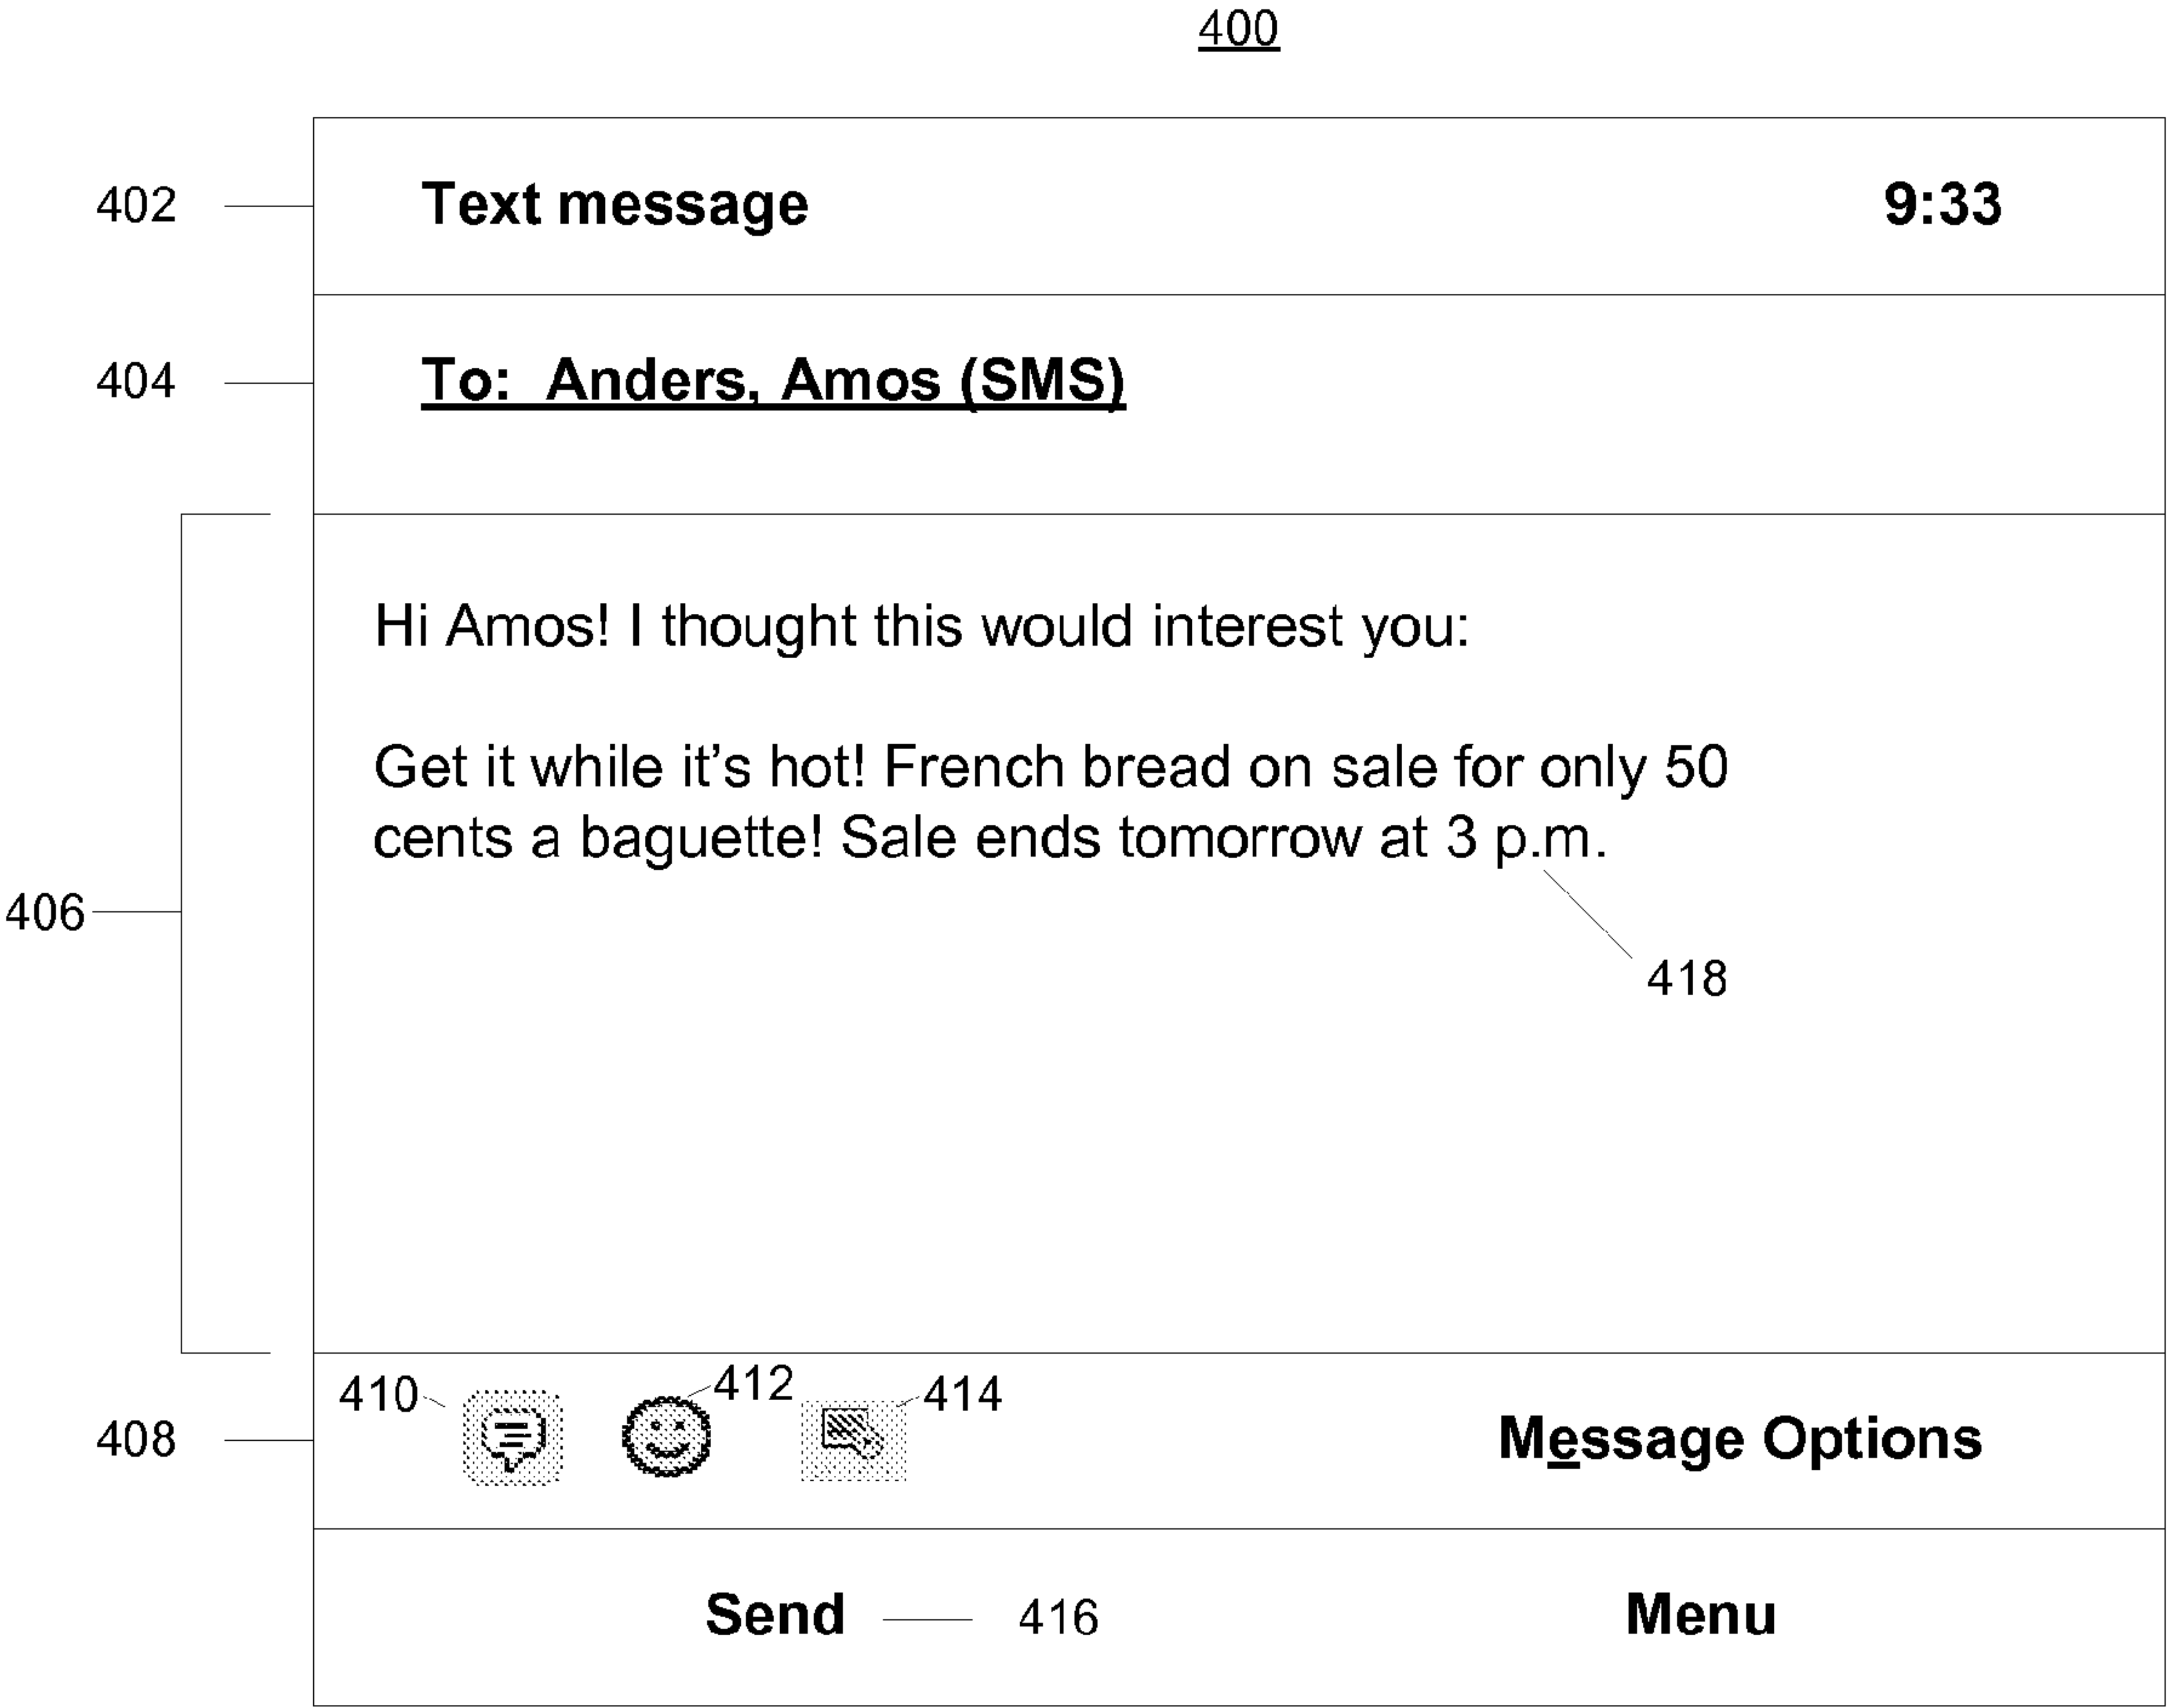 400
402
Text message
9:33
404
To: Anders, Amos (SMS)
Hi Amos! I thought this would interest you:
Get it while it’s hot! French bread on sale for only 50
cents a baguette! Sale ends tomorrow at 3 p.m.
406
418
410
412
414
408
Message Options
Send
416
Menu